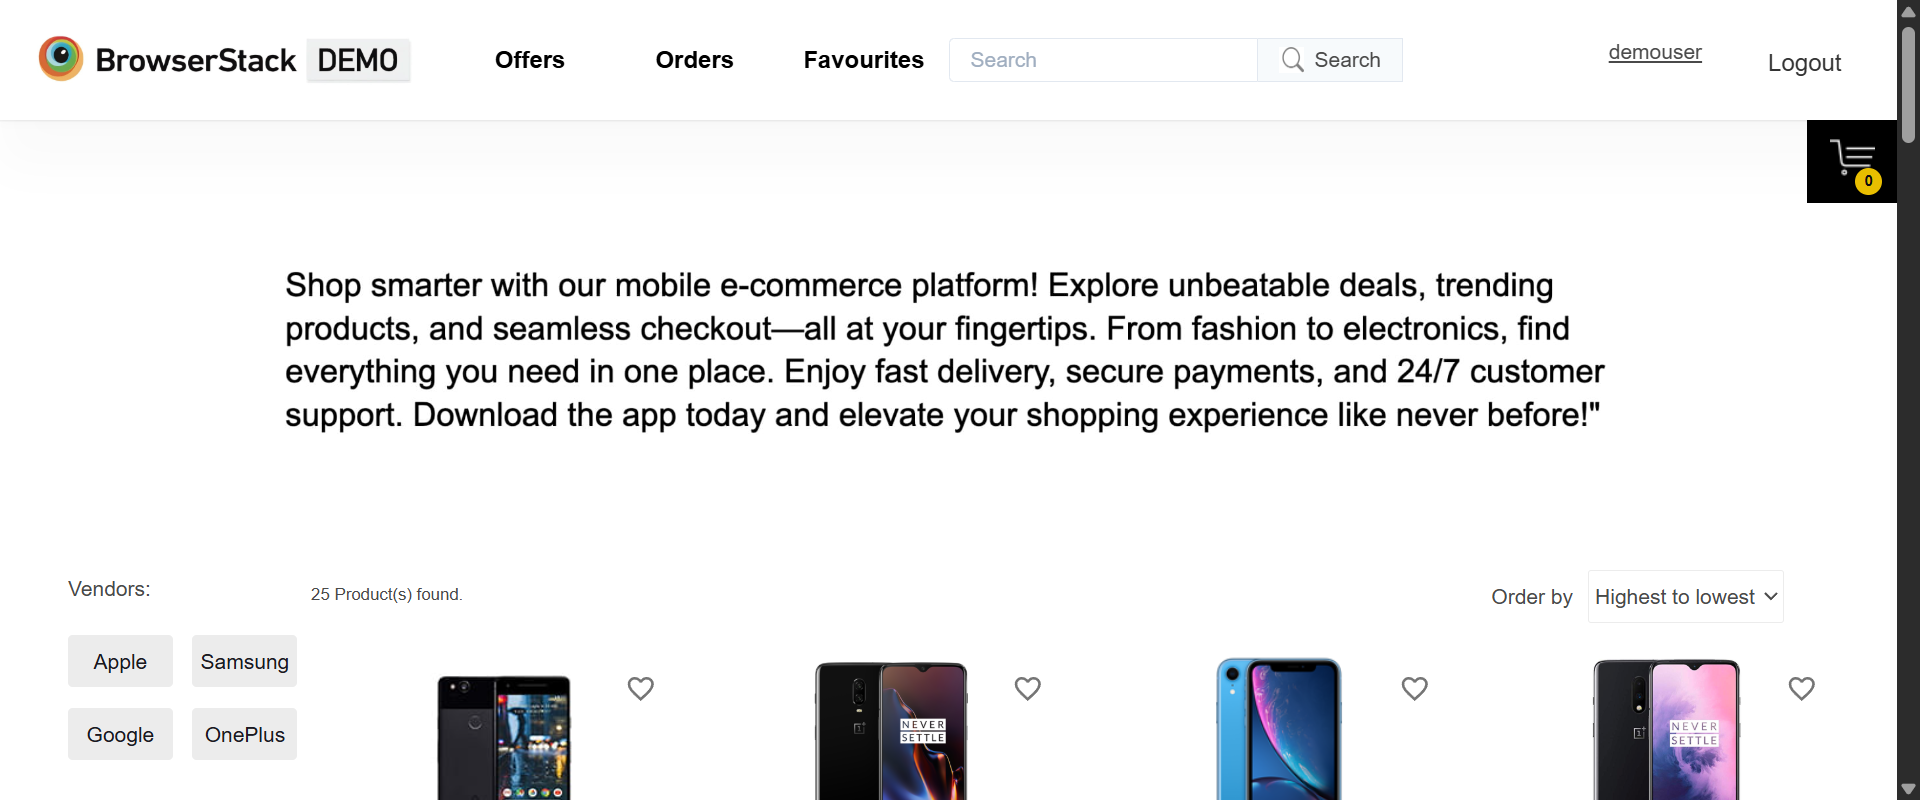 BrowserStack DEMO
Offers
Orders
Favourites
Search
Search
demouser
Logout
0
Shop smarter with our mobile e-commerce platform! Explore unbeatable deals, trending
products, and seamless checkout—all at your fingertips. From fashion to electronics, find
everything you need in one place. Enjoy fast delivery, secure payments, and 24/7 customer
support. Download the app today and elevate your shopping experience like never before!"
Vendors:
25 Product(s) found.
Order by
Highest to lowest
Apple
Samsung
Google
OnePlus
NEVER
SETTLE
NEVER
SETTLE